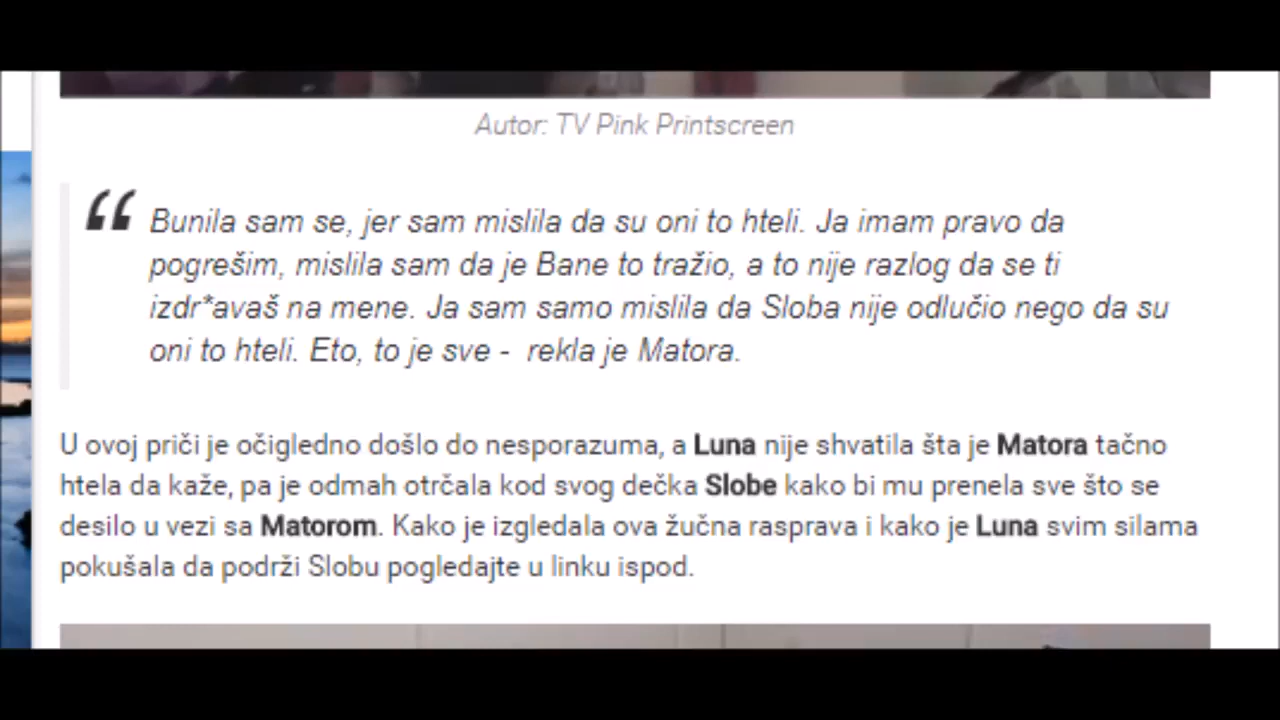 Autor: TV Pink Printscreen
“ Bunila sam se, jer sam mislila da su oni to hteli. Ja imam pravo da
pogrešim, mislila sam da je Bane to tražio, a to nije razlog da se ti
izdr*avaš na mene. Ja sam samo mislila da Sloba nije odlučio nego da su
oni to hteli. Eto, to je sve -  rekla je Matora.
U ovoj priči je očigledno došlo do nesporazuma, a Luna nije shvatila šta je Matora tačno
htela da kaže, pa je odmah otrčala kod svog dečka Slobe kako bi mu prenela sve što se
desilo u vezi sa Matorom. Kako je izgledala ova žučna rasprava i kako je Luna svim silama
pokušala da podrži Slobu pogledajte u linku ispod.